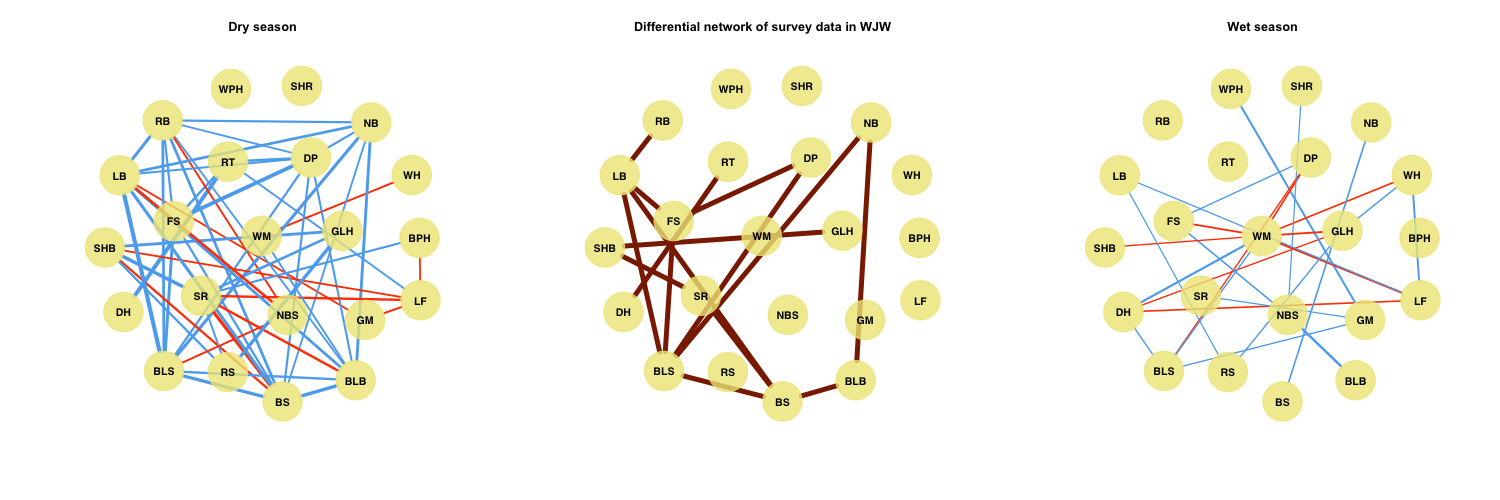 Dry season
WPH
SHR
RB
NB
RT
DP
LB
WH
FS
WM
GLH
BPH
SHB
SR
LF
DH
NBS
GM
BLS
RS
BLB
BS
Differential network of survey data in WJW
WPH
SHR
RB
NB
RT
DP
LB
WH
FS
WM
GLH
BPH
SHB
SR
LF
DH
NBS
GM
BLS
RS
BLB
BS
Wet season
WPH
SHR
RB
NB
RT
DP
LB
WH
FS
WM
GLH
BPH
SHB
SR
LF
DH
NBS
GM
BLS
RS
BLB
BS